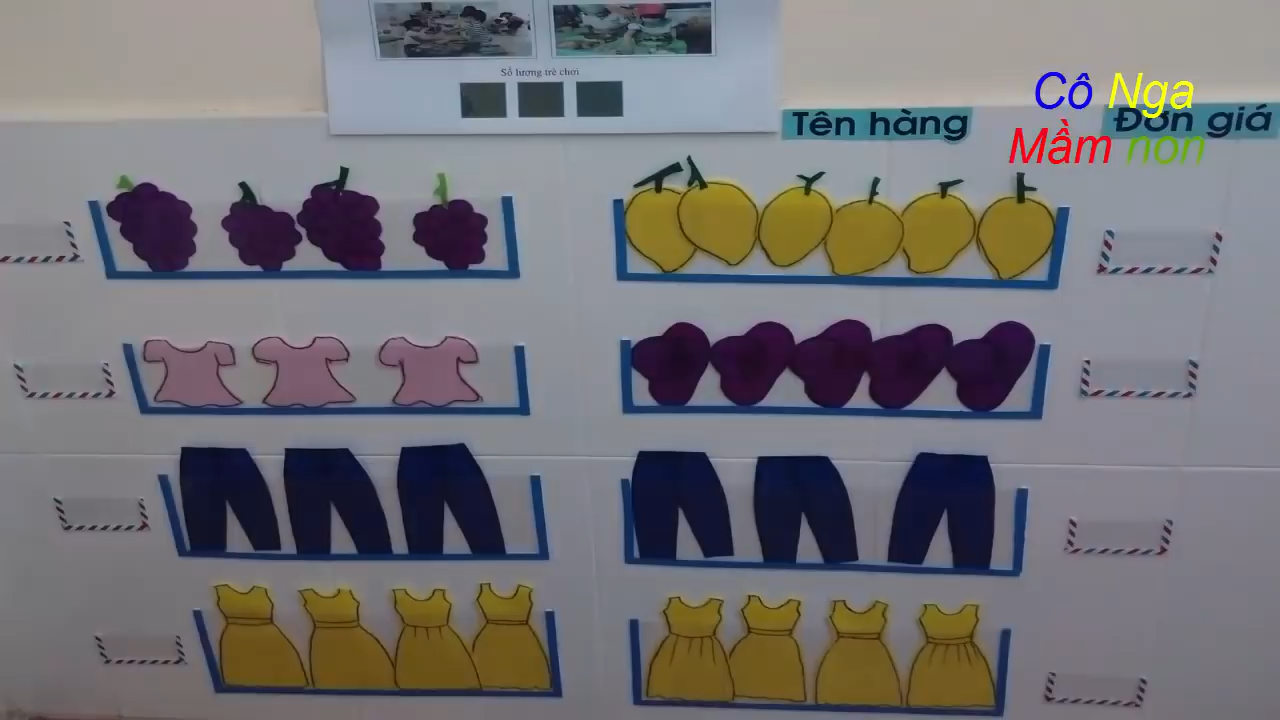 Số lượng trẻ chơi
Tên hàng
Đơn giá
Cô Nga
Mầm non